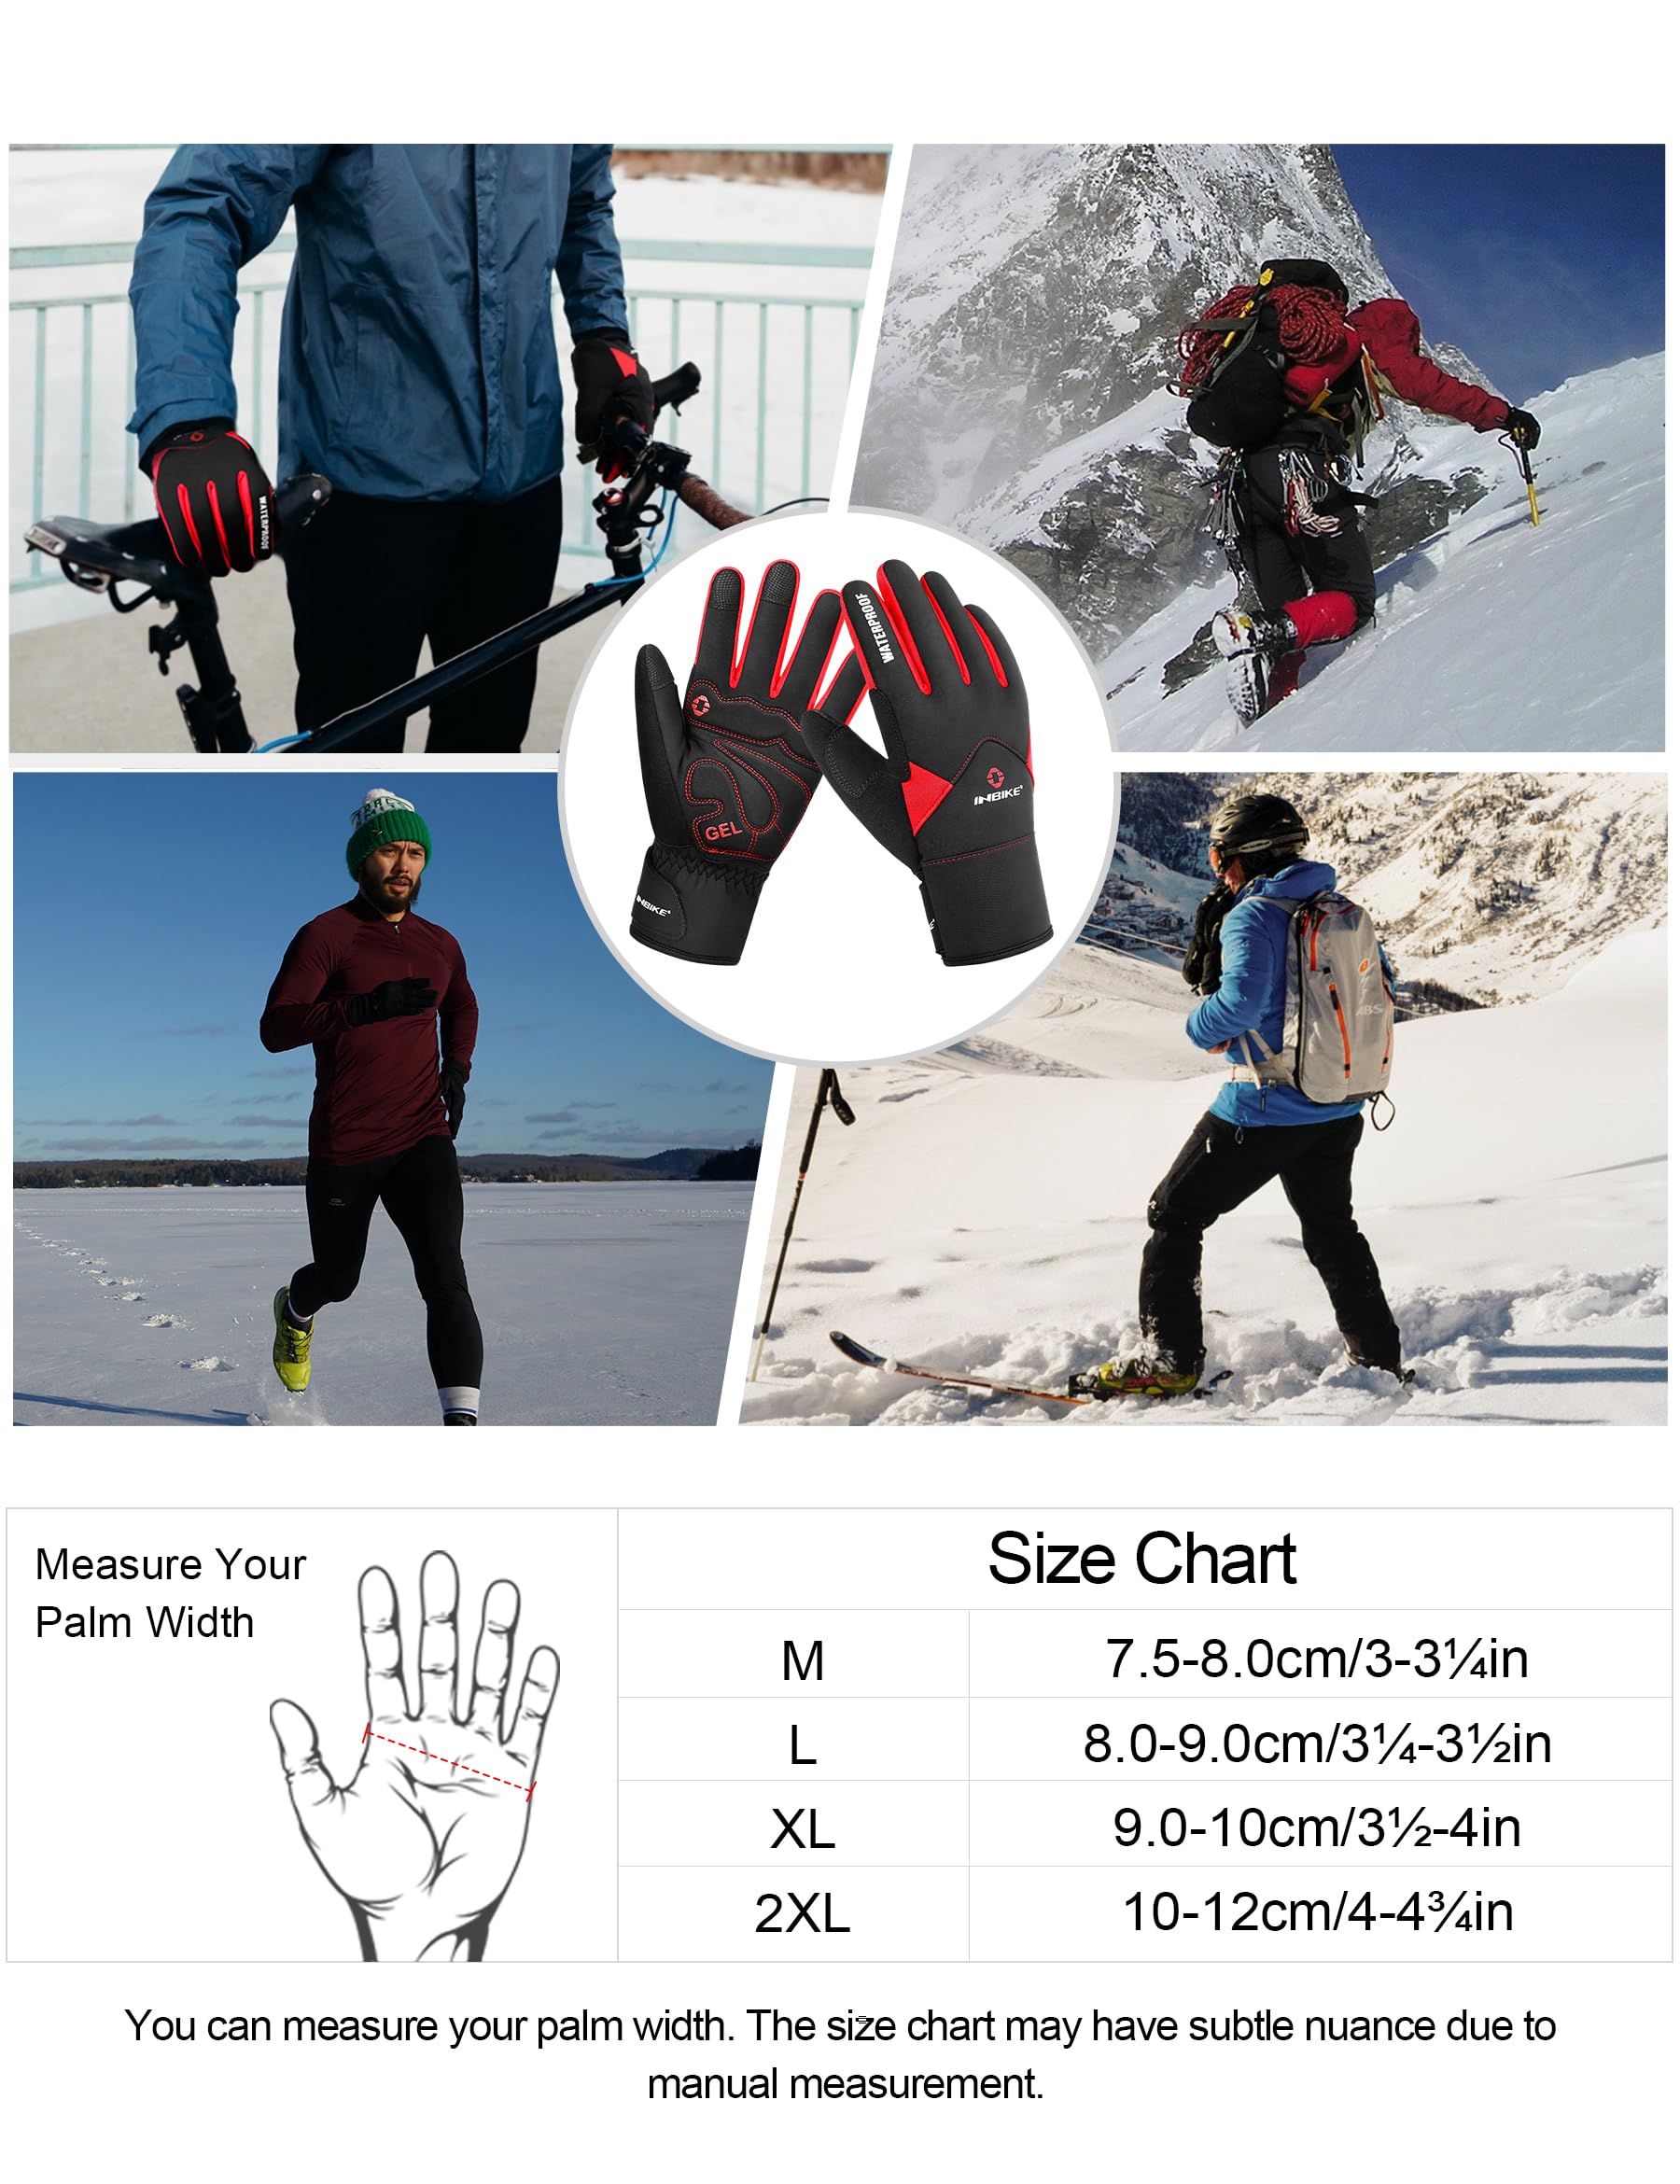 WATERPROOF
WATERPROOF
GEL
INBIKE
INBIKE
Measure Your
Palm Width
Size Chart
M 7.5-8.0cm/3-3¼in
L 8.0-9.0cm/3¼-3½in
XL 9.0-10cm/3½-4in
2XL 10-12cm/4-4¾in
You can measure your palm width. The size chart may have subtle nuance due to
manual measurement.